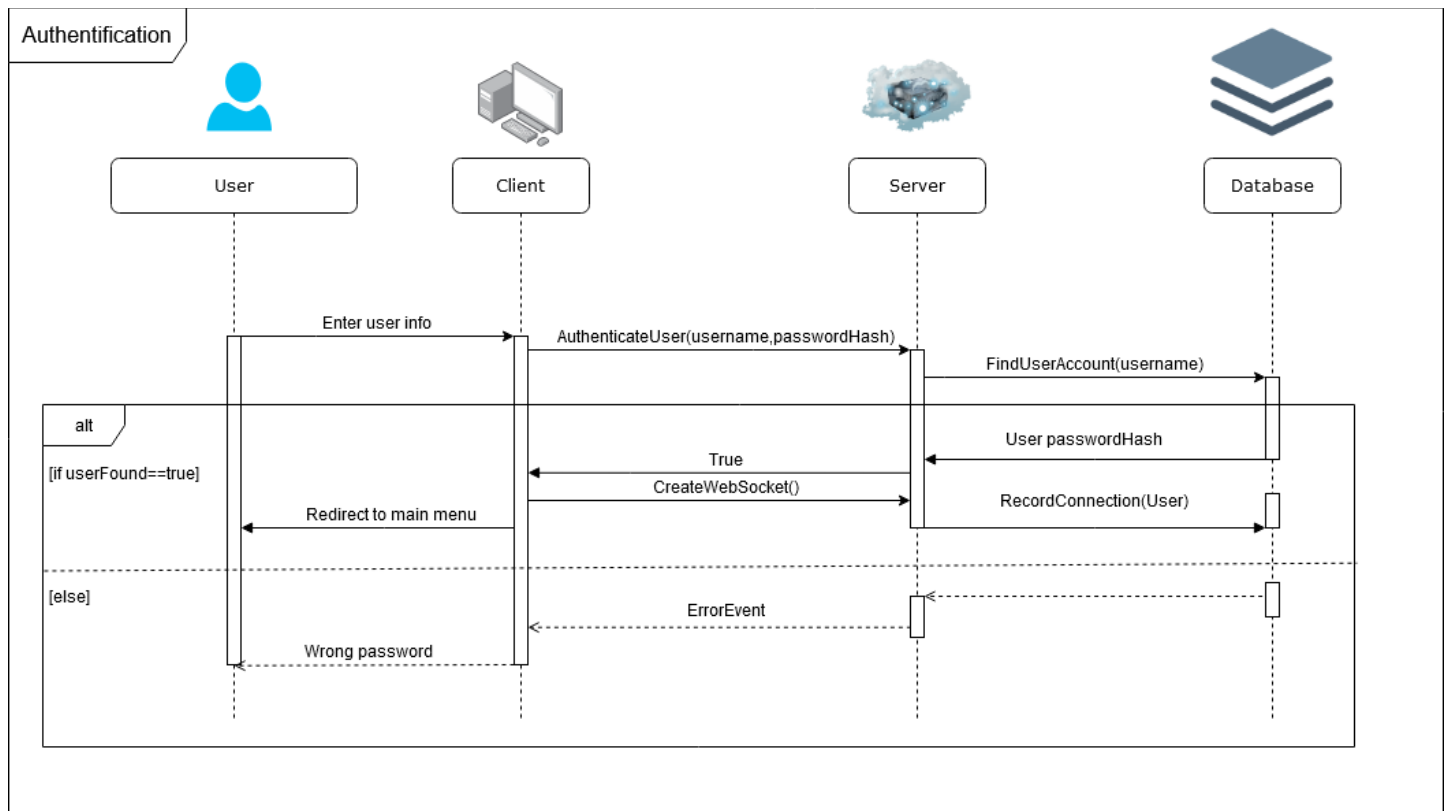 Authentification
User
Client
Server
Database
Enter user info
AuthenticateUser(username,passwordHash)
FindUserAccount(username)
alt
User passwordHash
[if userFound==true]
True
CreateWebSocket()
RecordConnection(User)
Redirect to main menu
[else]
ErrorEvent
Wrong password